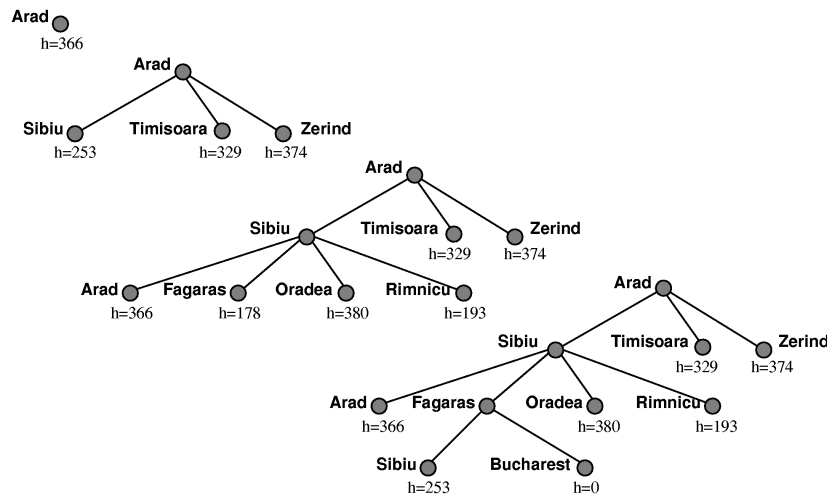 Arad
h=366
Arad
Sibiu Timisoara Zerind
h=253 h=329 h=374
Arad
Sibiu Timisoara Zerind
h=329 h=374
Arad Fagaras Oradea Rimnicu
h=366 h=178 h=380 h=193
Arad
Sibiu Timisoara Zerind
h=329 h=374
Arad Fagaras Oradea Rimnicu
h=366 h=380 h=193
Sibiu Bucharest
h=253 h=0